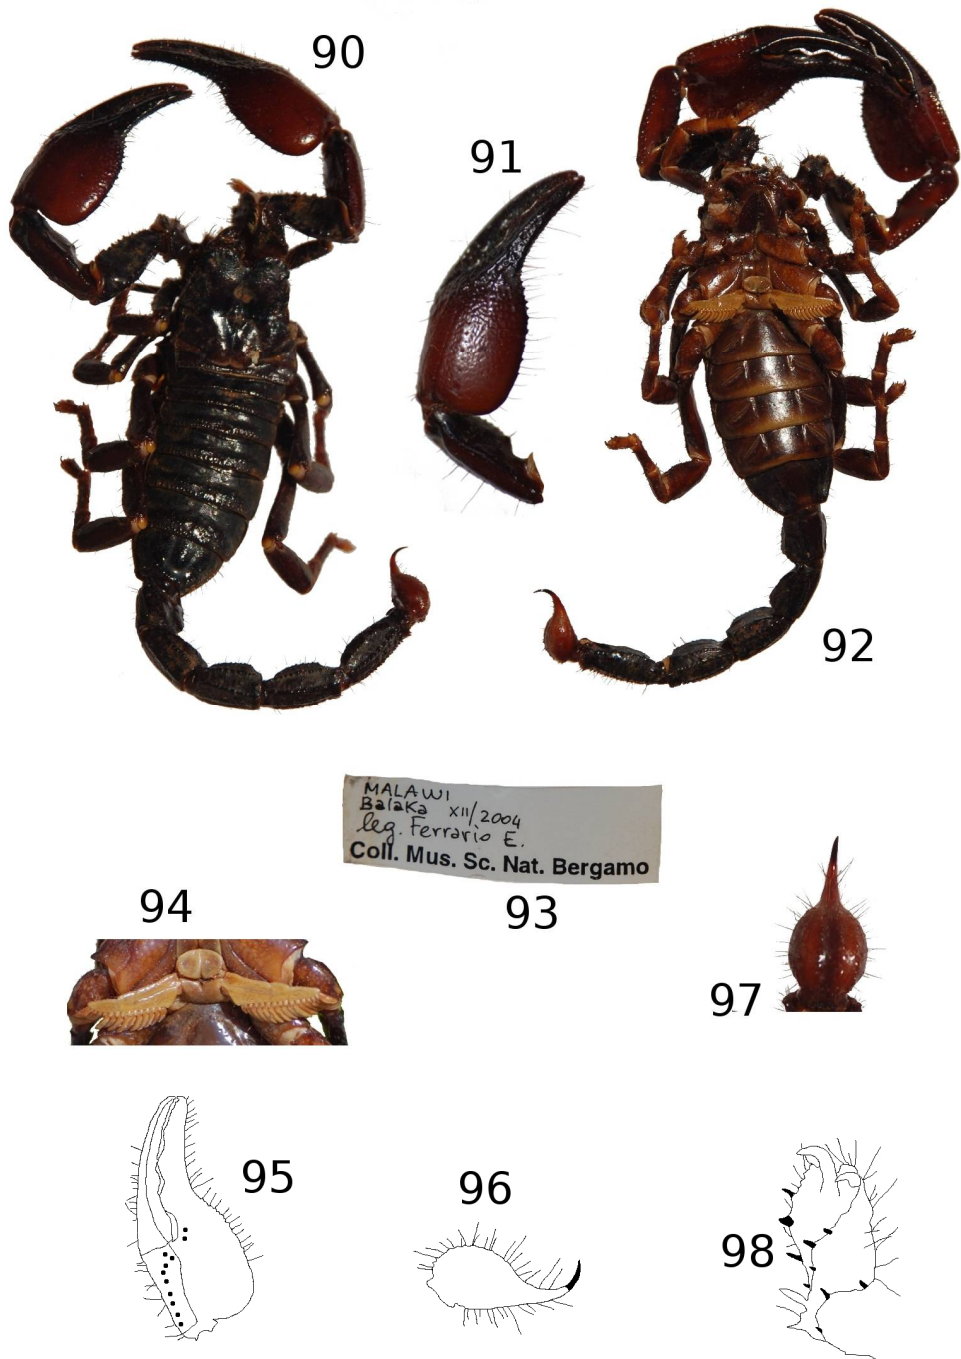 90
91
92
MALAWI
Balaka XII/2004
leg. Ferrario E.
Coll. Mus. Sc. Nat. Bergamo
94
93
97
95
96
98